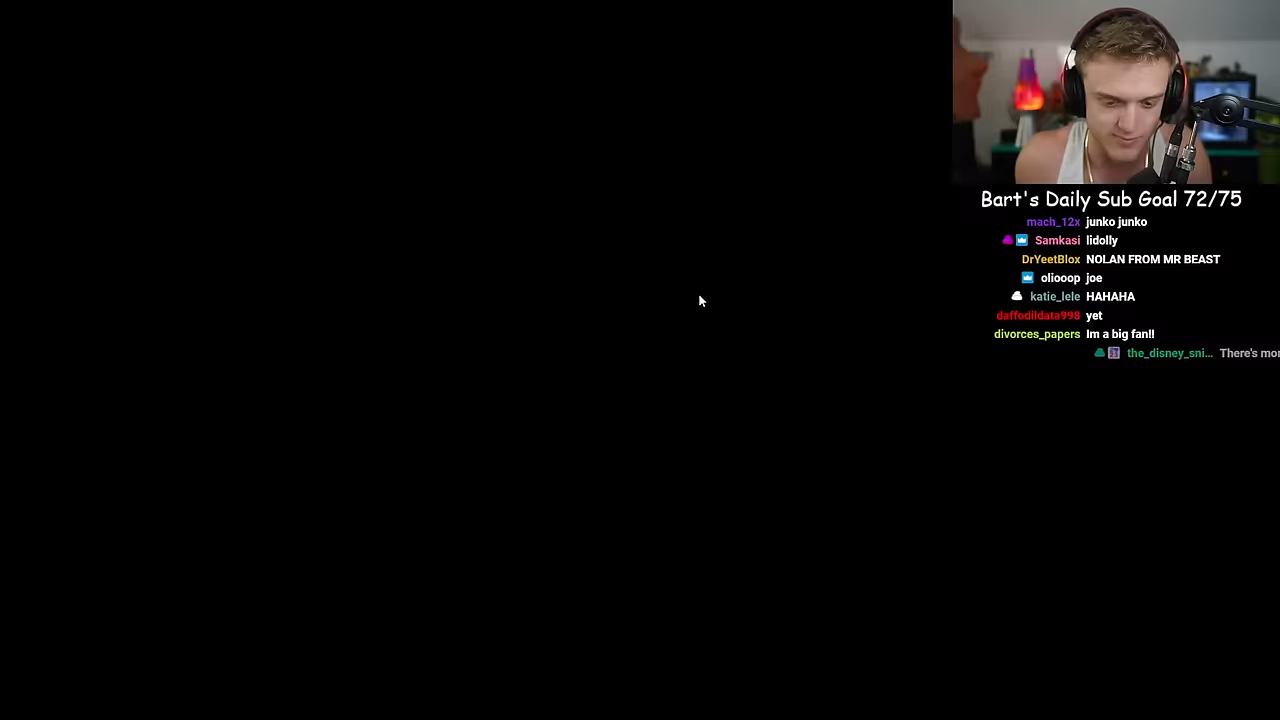 Bart's Daily Sub Goal 72/75
mach_12x junko junko
Samkasi lidolly
DrYeetBlox NOLAN FROM MR BEAST
oliooop joe
katie_lele HAHAHA
daffodildata998 yet
divorces_papers Im a big fan!!
the_disney_sni... There's